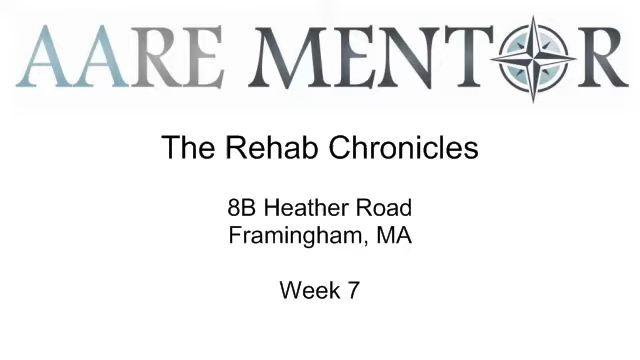 AARE MENTOR
The Rehab Chronicles
8B Heather Road
Framingham, MA
Week 7